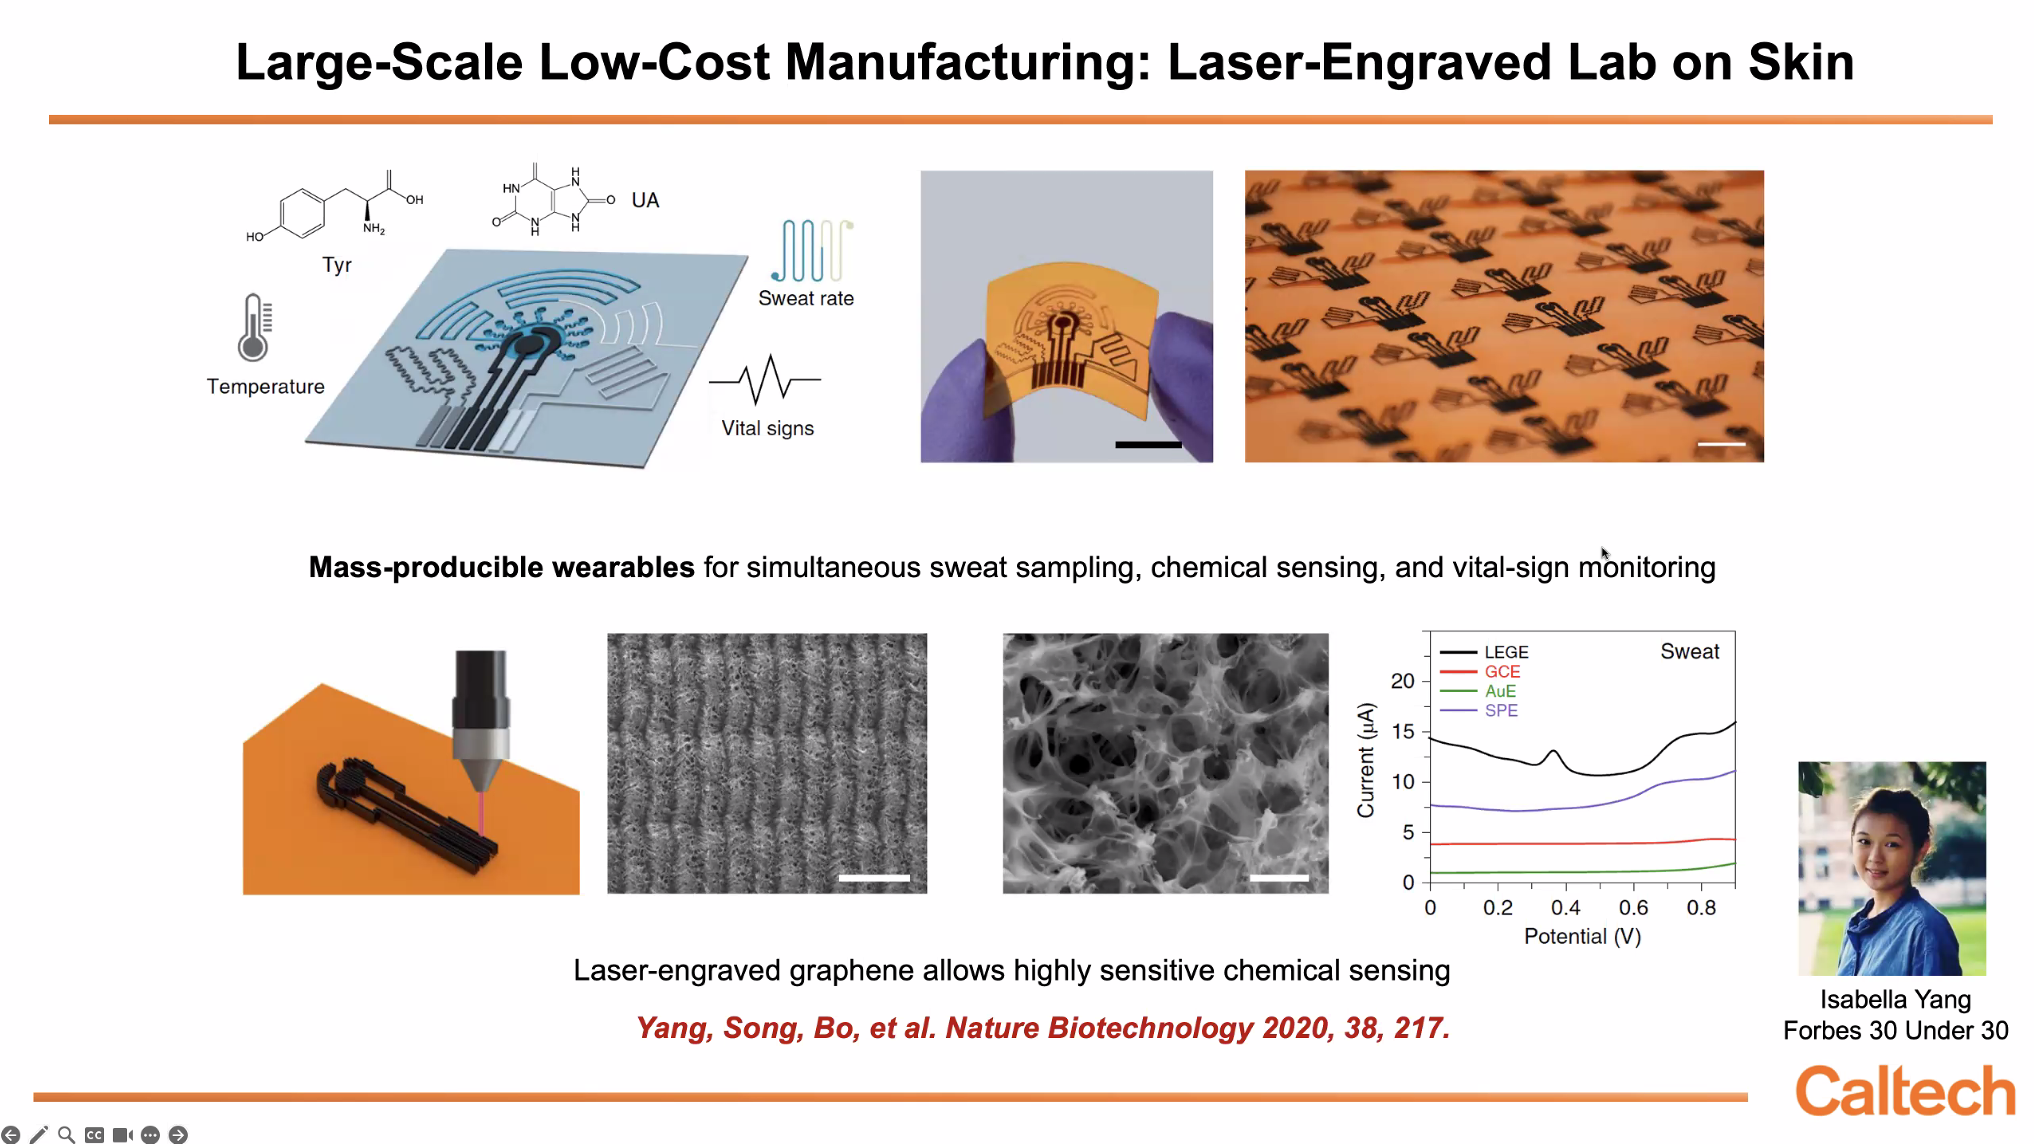 Large-Scale Low-Cost Manufacturing: Laser-Engraved Lab on Skin
HO
NH2
OH
Tyr
HN
O
N
H
H
N
N
H
O
UA
Sweat rate
Temperature
Vital signs
Mass-producible wearables for simultaneous sweat sampling, chemical sensing, and vital-sign monitoring
LEGE
GCE
AuE
SPE
Sweat
Current (µA)
20
15
10
5
0
0 0.2 0.4 0.6 0.8
Potential (V)
Laser-engraved graphene allows highly sensitive chemical sensing
Yang, Song, Bo, et al. Nature Biotechnology 2020, 38, 217.
Isabella Yang
Forbes 30 Under 30
Caltech
CC